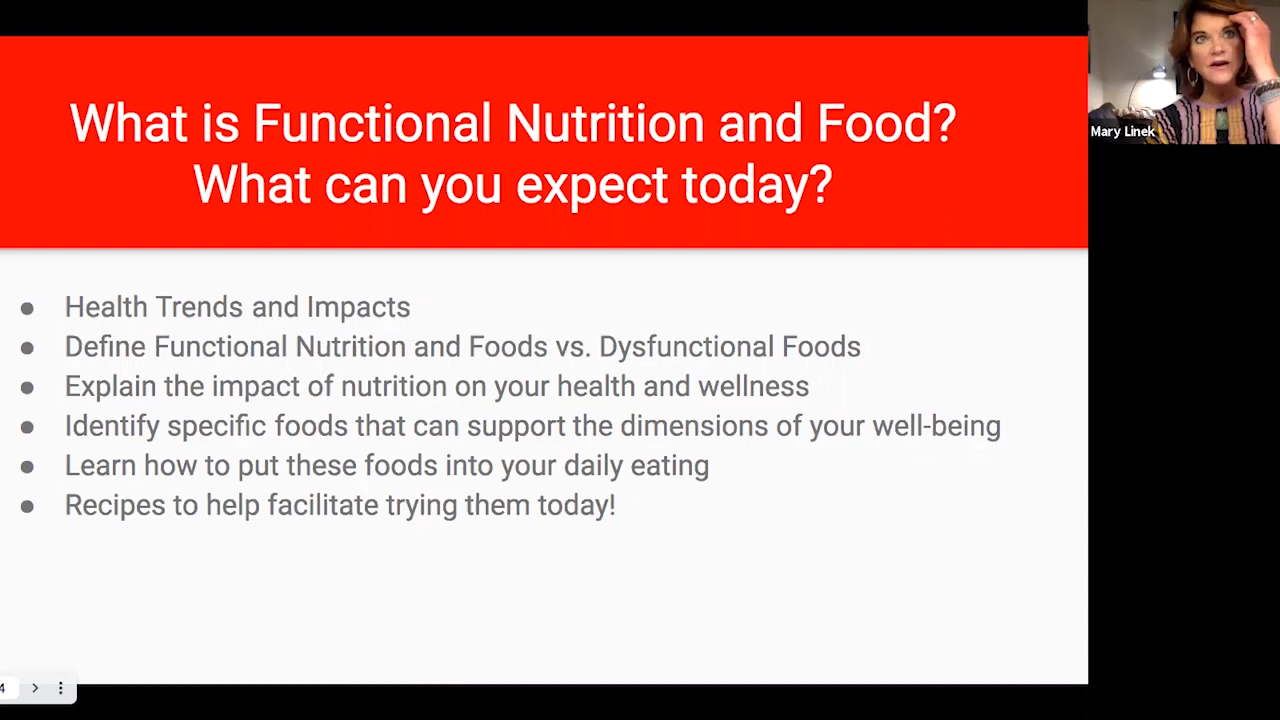 What is Functional Nutrition and Food?
What can you expect today?
Mary Linek
● Health Trends and Impacts
● Define Functional Nutrition and Foods vs. Dysfunctional Foods
● Explain the impact of nutrition on your health and wellness
● Identify specific foods that can support the dimensions of your well-being
● Learn how to put these foods into your daily eating
● Recipes to help facilitate trying them today!
4